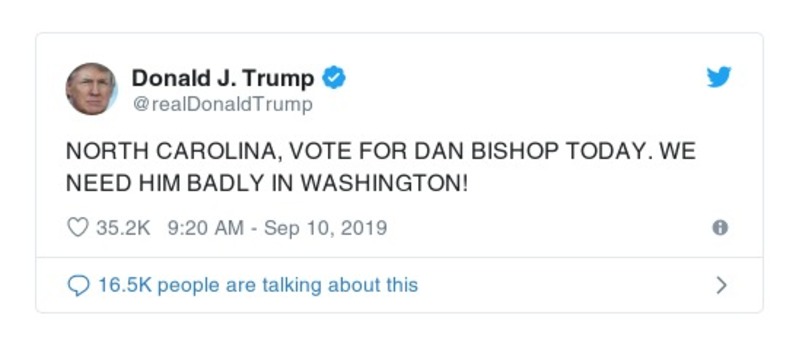 Donald J. Trump
@realDonaldTrump
NORTH CAROLINA, VOTE FOR DAN BISHOP TODAY. WE
NEED HIM BADLY IN WASHINGTON!
35.2K 9:20 AM - Sep 10, 2019
16.5K people are talking about this